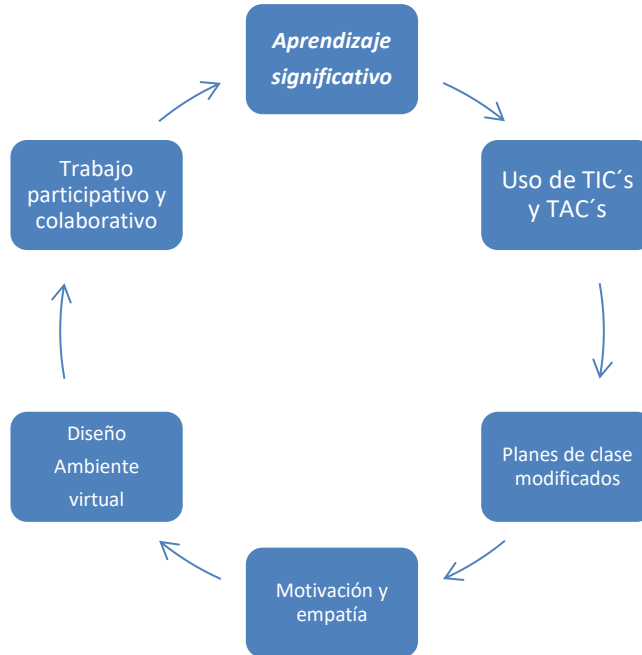 Aprendizaje
significativo
Uso de TIC´s
y TAC´s
Planes de clase
modificados
Motivación y
empatía
Diseño
Ambiente
virtual
Trabajo
participativo y
colaborativo